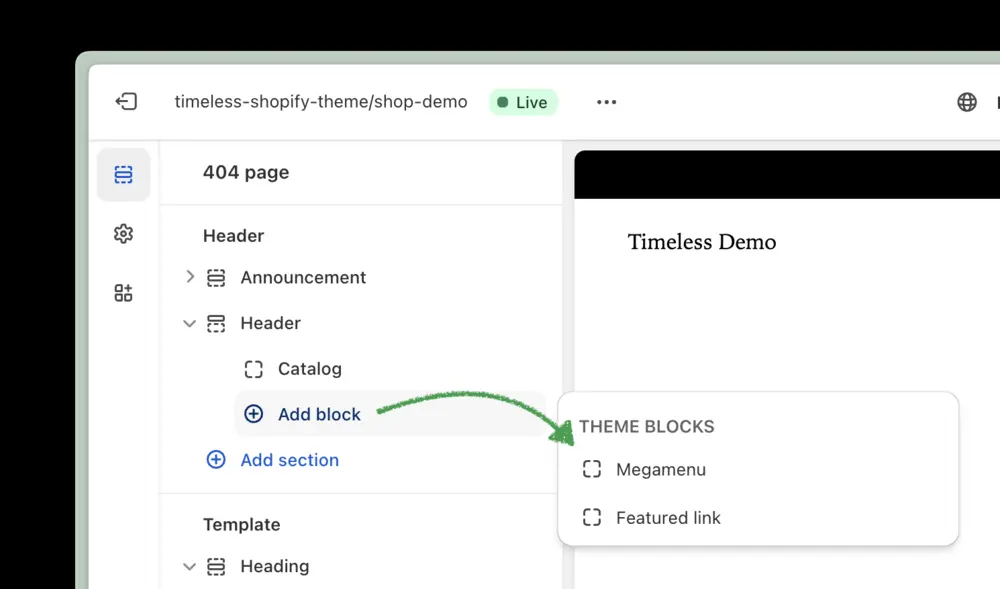 timeless-shopify-theme/shop-demo Live
404 page
Header
Announcement
Header
Catalog
Add block
Add section
Template
Heading
Timeless Demo
THEME BLOCKS
Megamenu
Featured link